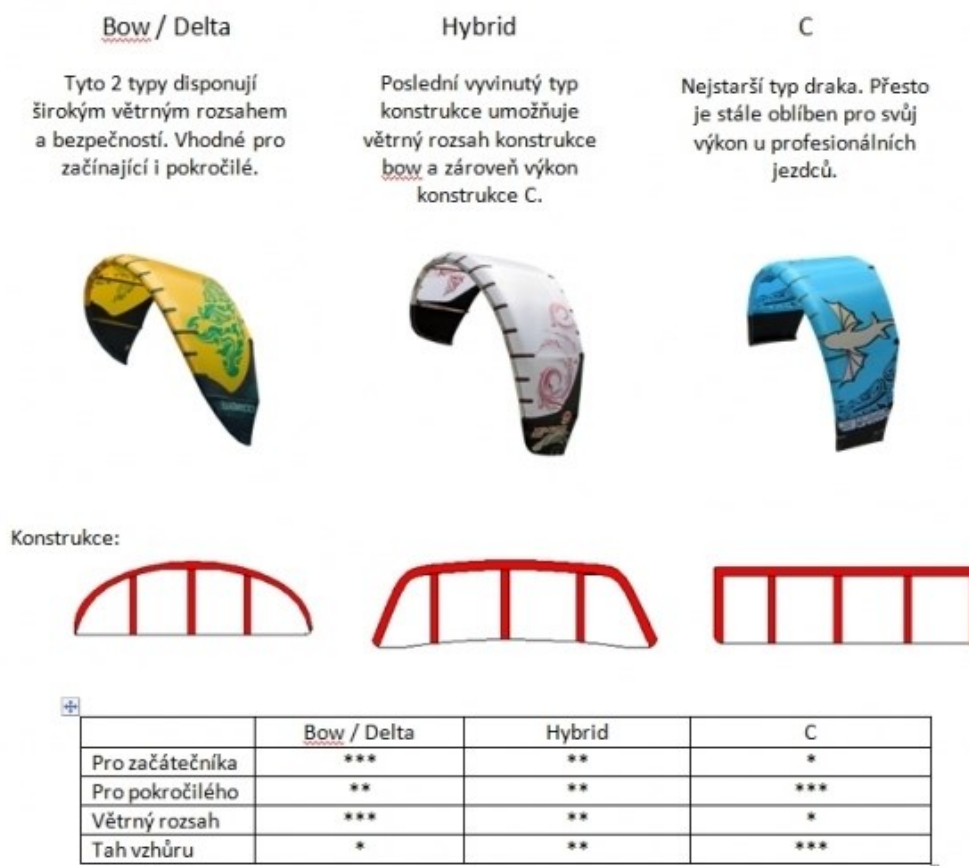 Bow / Delta
Tyto 2 typy disponují
širokým větrným rozsahem
a bezpečností. Vhodné pro
začínající i pokročilé.
Hybrid
Poslední vyvinutý typ
konstrukce umožňuje
větrný rozsah konstrukce
bow a zároveň výkon
konstrukce C.
C
Nejstarší typ draka. Přesto
je stále oblíben pro svůj
výkon u profesionálních
jezdců.
Konstrukce:
Bow / Delta Hybrid C
Pro začátečníka *** ** *
Pro pokročilého ** ** ***
Větrný rozsah *** ** *
Tah vzhůru * ** ***